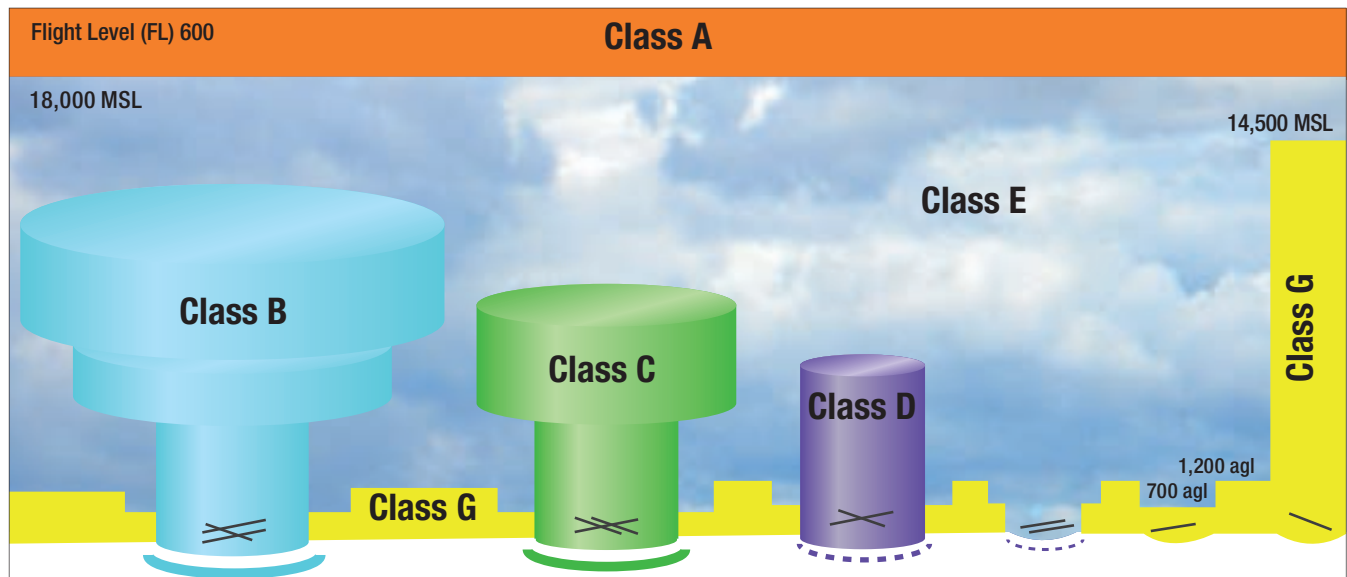 Flight Level (FL) 600
Class A
18,000 MSL
14,500 MSL
Class E
Class B
Class C
Class D
Class G
Class G
1,200 agl
700 agl